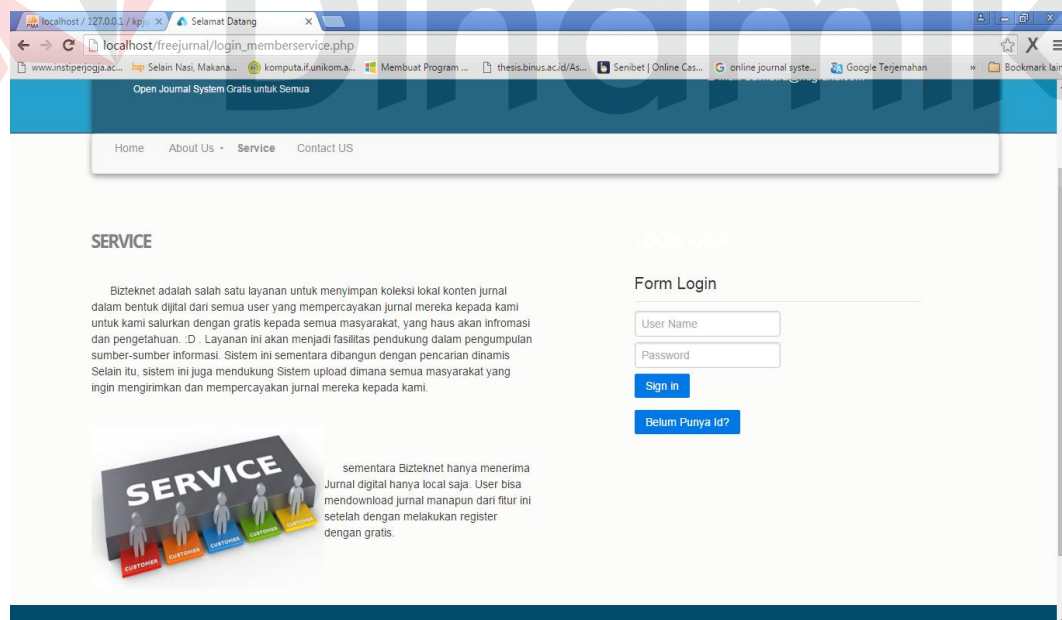 Dinamik
localhost / 127.0.0.1 / kpju
Selamat Datang
localhost/freejurnal/login_memberservice.php
www.instiperjogja.ac... Selain Nasi, Makana... komputa.if.unikom.a... Membuat Program ... thesis.binus.ac.id/As... Senibet | Online Cas... online journal syste... Google Terjemahan » Bookmark lain
Open Journal System Gratis untuk Semua
Home About Us Service Contact US
SERVICE
Bizteknet adalah salah satu layanan untuk menyimpan koleksi lokal konten jurnal
dalam bentuk dijital dari semua user yang mempercayakan jurnal mereka kepada kami
untuk kami salurkan dengan gratis kepada semua masyarakat, yang haus akan infromasi
dan pengetahuan. :D . Layanan ini akan menjadi fasilitas pendukung dalam pengumpulan
sumber-sumber informasi. Sistem ini sementara dibangun dengan pencarian dinamis
Selain itu, sistem ini juga mendukung Sistem upload dimana semua masyarakat yang
ingin mengirimkan dan mempercayakan jurnal mereka kepada kami.
SERVICE
CUSTOMER
CUSTOMER
CUSTOMER
CUSTOMER
CUSTOMER
sementara Bizteknet hanya menerima
Jurnal digital hanya local saja. User bisa
mendownload jurnal manapun dari fitur ini
setelah dengan melakukan register
dengan gratis.
LOGIN AREA
Form Login
User Name
Password
Sign in
Belum Punya Id?